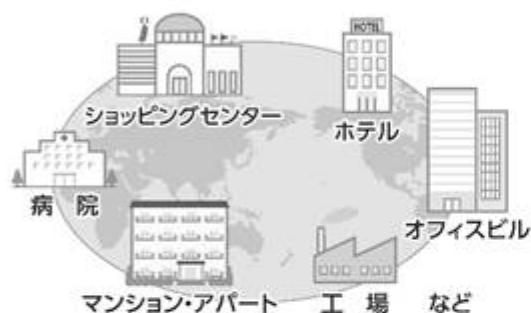 HOTEL
ショッピングセンター
ホテル
病　院
オフィスビル
マンション・アパート
工　場　など